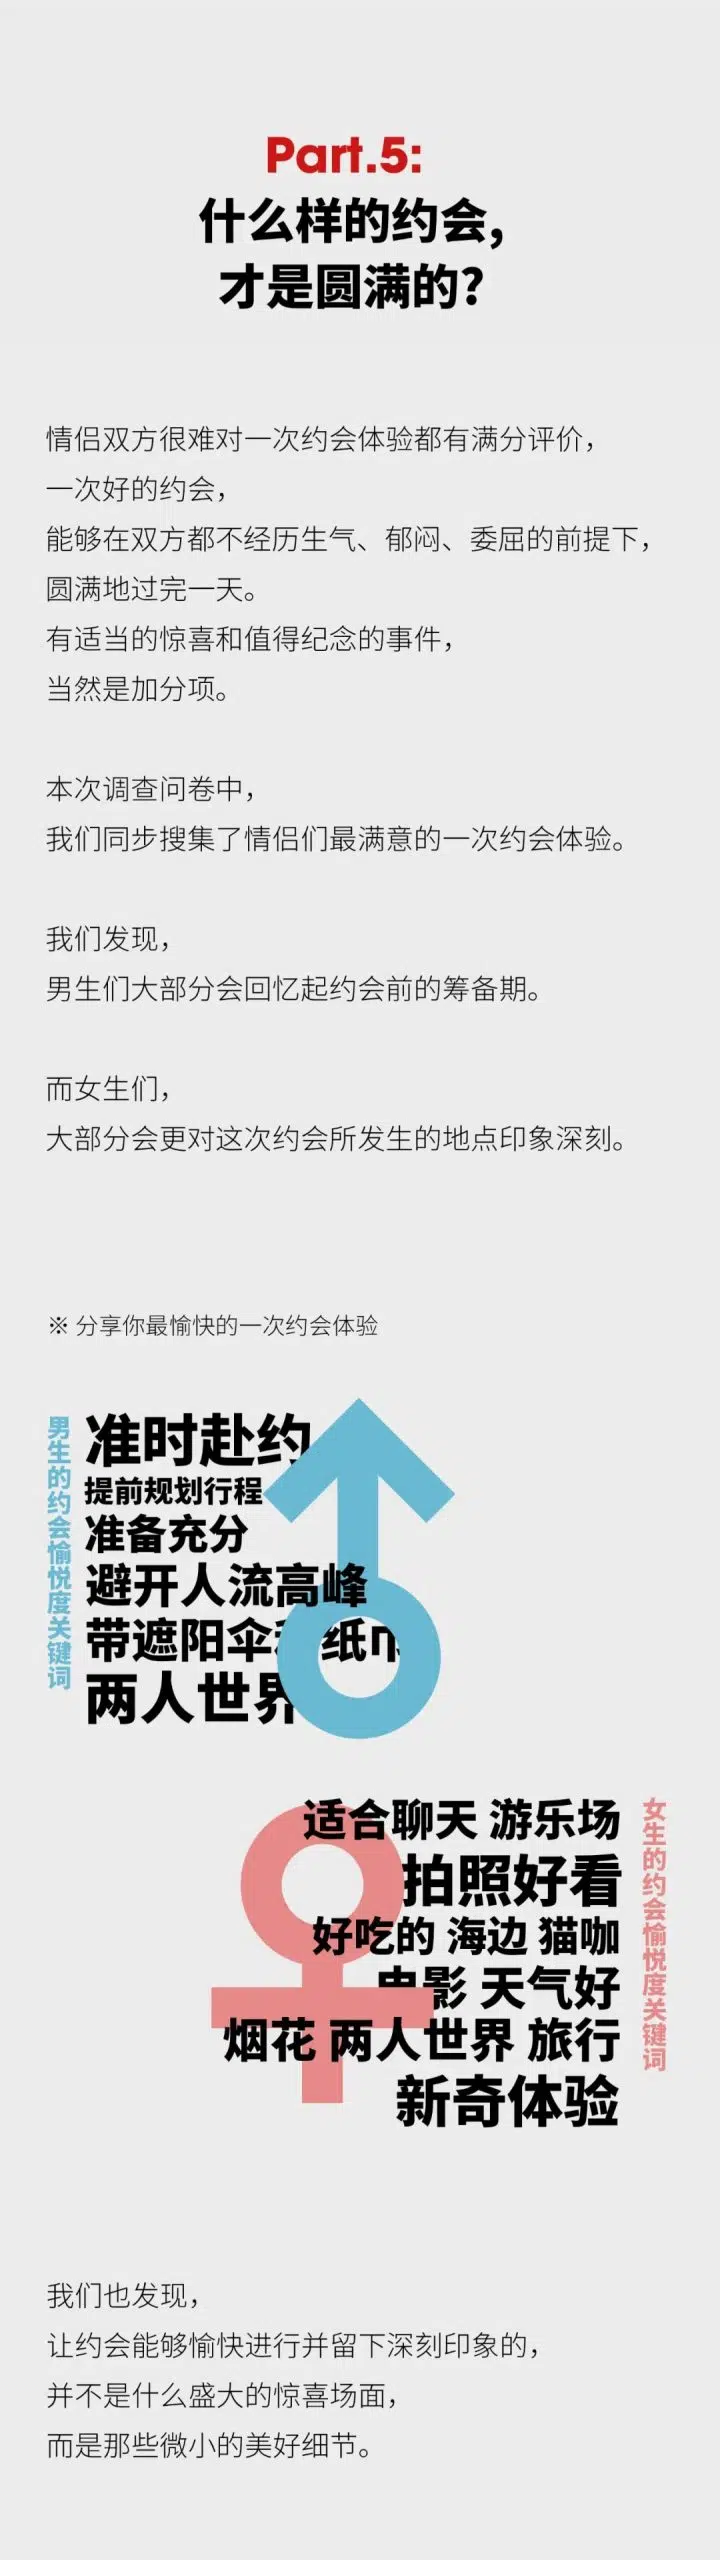 Part.5:
什么样的约会,
才是圆满的?
情侣双方很难对一次约会体验都有满分评价，
一次好的约会，
能够在双方都不经历生气、郁闷、委屈的前提下，
圆满地过完一天。
有适当的惊喜和值得纪念的事件，
当然是加分项。
本次调查问卷中，
我们同步搜集了情侣们最满意的一次约会体验。
我们发现，
男生们大部分会回忆起约会前的筹备期。
而女生们，
大部分会更对这次约会所发生的地点印象深刻。
※ 分享你最愉快的一次约会体验
男生的约会愉悦度关键词
准时赴约
提前规划行程
准备充分
避开人流高峰
带遮阳伞和纸巾
两人世界
女生的约会愉悦度关键词
适合聊天 游乐场
拍照好看
好吃的 海边 猫咖
电影 天气好
烟花 两人世界 旅行
新奇体验
我们也发现，
让约会能够愉快进行并留下深刻印象的，
并不是什么盛大的惊喜场面，
而是那些微小的美好细节。